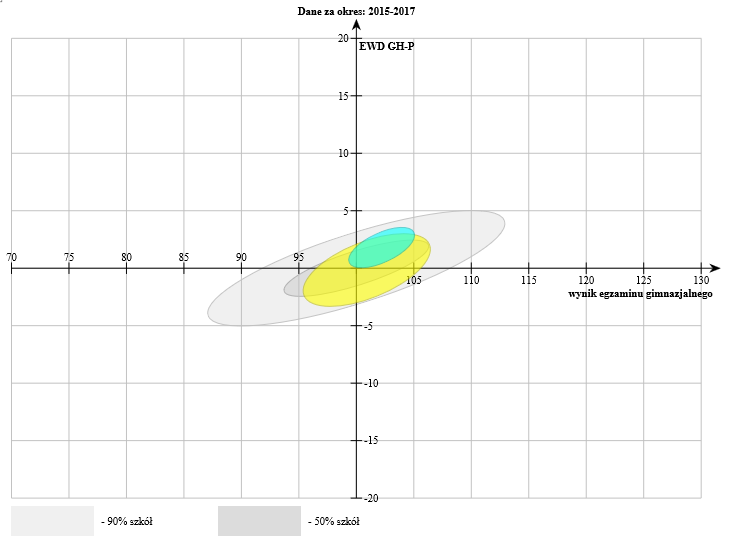 Dane za okres: 2015-2017
20
EWD GH-P
15
10
5
70 75 80 85 90 95 105 110 115 120 125 130
wynik egzaminu gimnazjalnego
-5
-10
-15
-20
- 90% szkół - 50% szkół